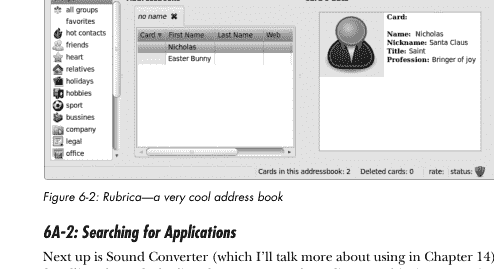 all groups
favorites
hot contacts
friends
heart
relatives
holidays
hobbies
sport
bussines
company
legal
office
no name
Card First Name Last Name Web
Nicholas
Easter Bunny
Card:
Name: Nicholas
Nickname: Santa Claus
Title: Saint
Profession: Bringer of joy
Cards in this addressbook: 2 Deleted cards: 0 rate: status:
Figure 6-2: Rubrica—a very cool address book
6A-2: Searching for Applications
Next up is Sound Converter (which I'll talk more about using in Chapter 14)